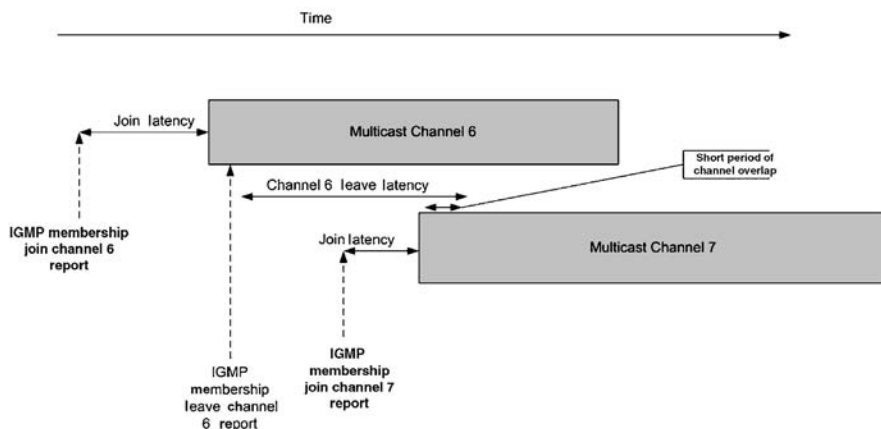 Time
Join latency
Multicast Channel 6
Short period of
channel overlap
Channel 6 leave latency
IGMP membership
join channel 6
report
Join latency
Multicast Channel 7
IGMP
membership
leave channel
6 report
IGMP
membership
join channel 7
report